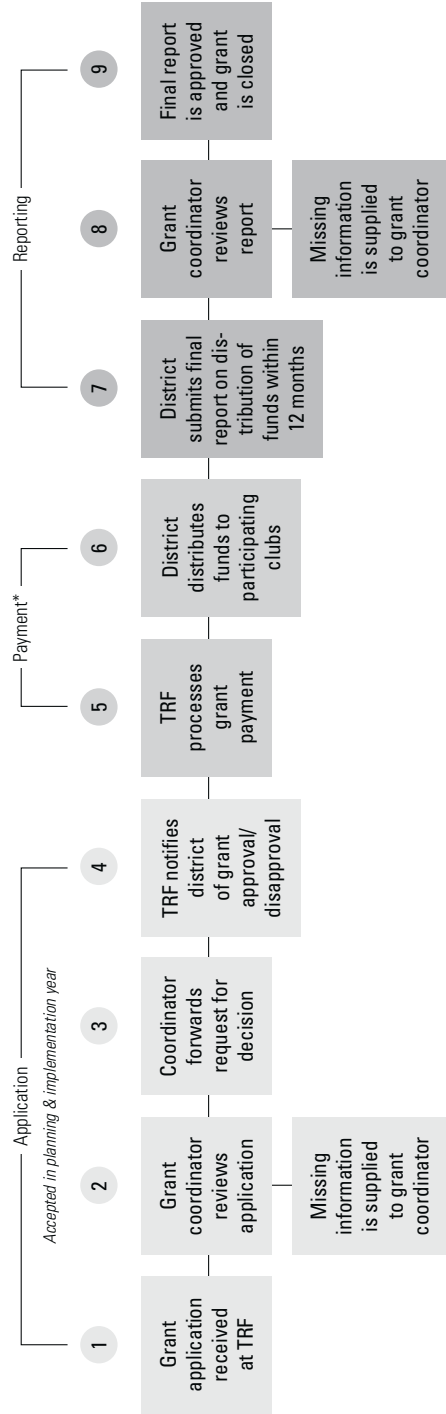 Application
Accepted in planning & implementation year
1
Grant
application
received
at TRF
2
Grant
coordinator
reviews
application
Missing
information
is supplied
to grant
coordinator
3
Coordinator
forwards
request for
decision
4
TRF notifies
district
of grant
approval/
disapproval
Payment*
5
TRF
processes
grant
payment
6
District
distributes
funds to
participating
clubs
Reporting
7
District
submits final
report on dis-
tribution of
funds within
12 months
8
Grant
coordinator
reviews
report
Missing
information
is supplied
to grant
coordinator
9
Final report
is approved
and grant
is closed